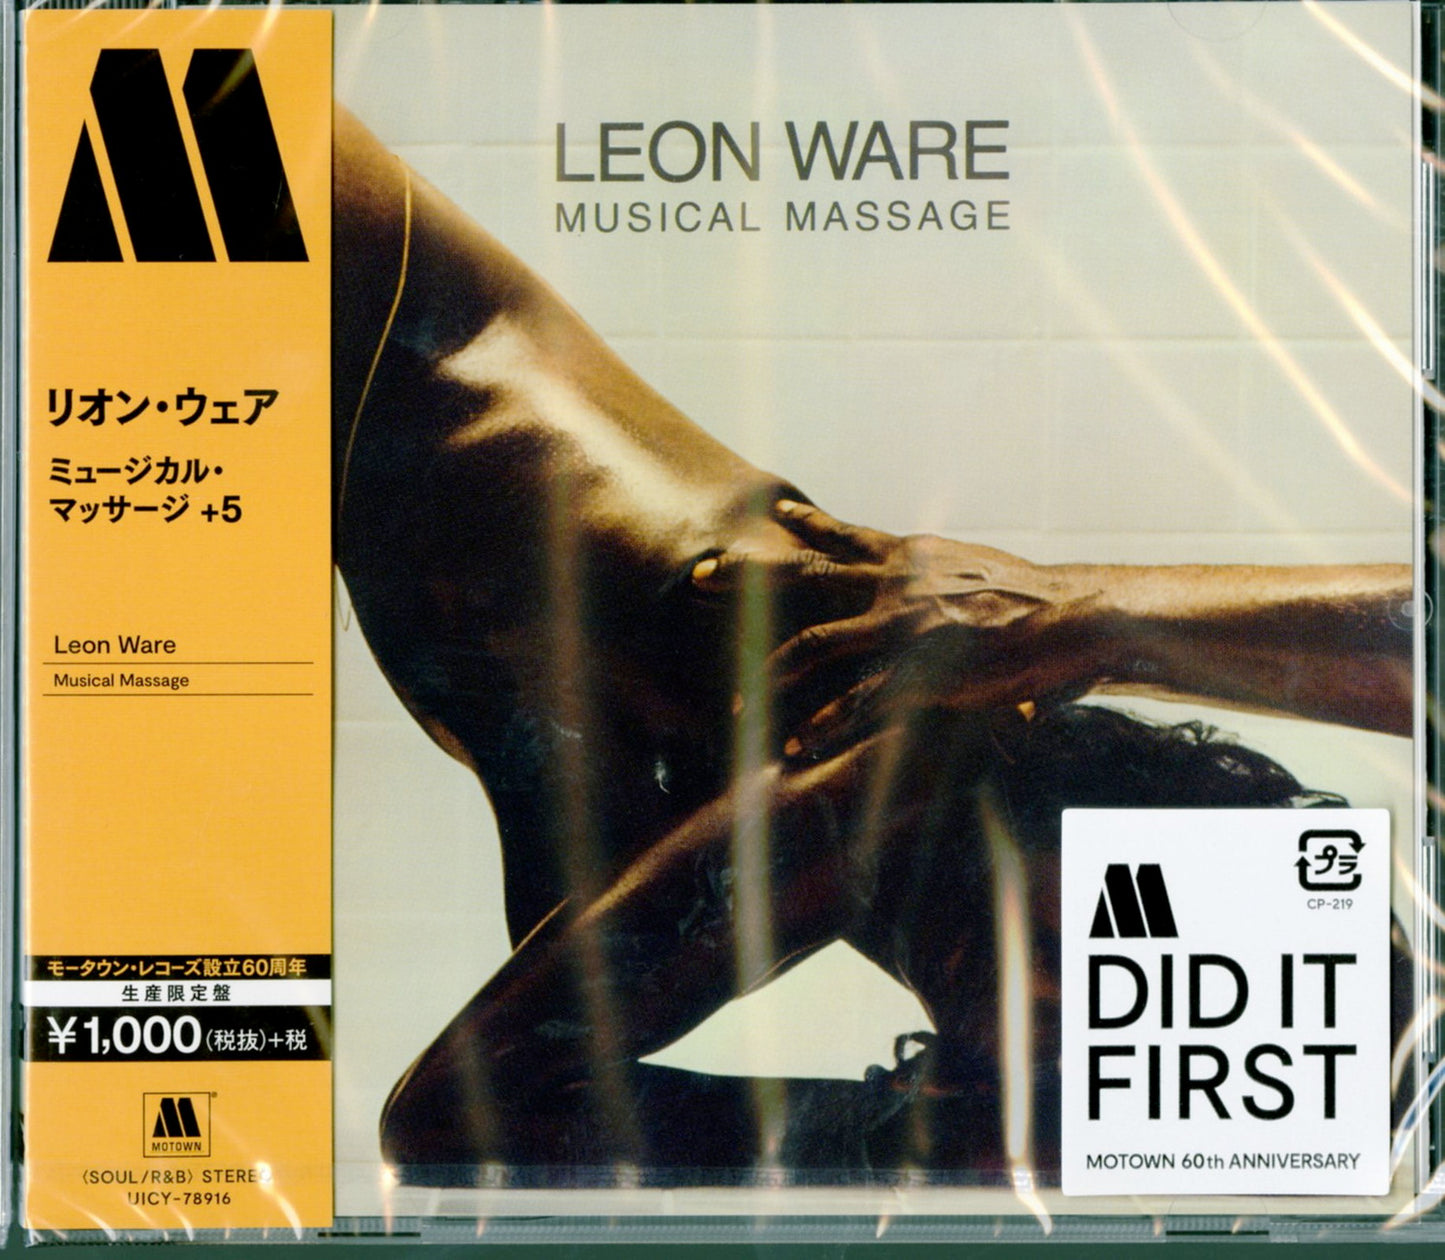 リオン・ウェア
ミュージカル・
マッサージ +5
Leon Ware
Musical Massage
モータウン・レコーズ設立60周年
生産限定盤
¥1,000(税抜)+税
MOTOWN
〈SOUL/R&B〉 STEREO
UICY-78916
LEON WARE
MUSICAL MASSAGE
プラ
CP-219
DID IT
FIRST
MOTOWN 60th ANNIVERSARY